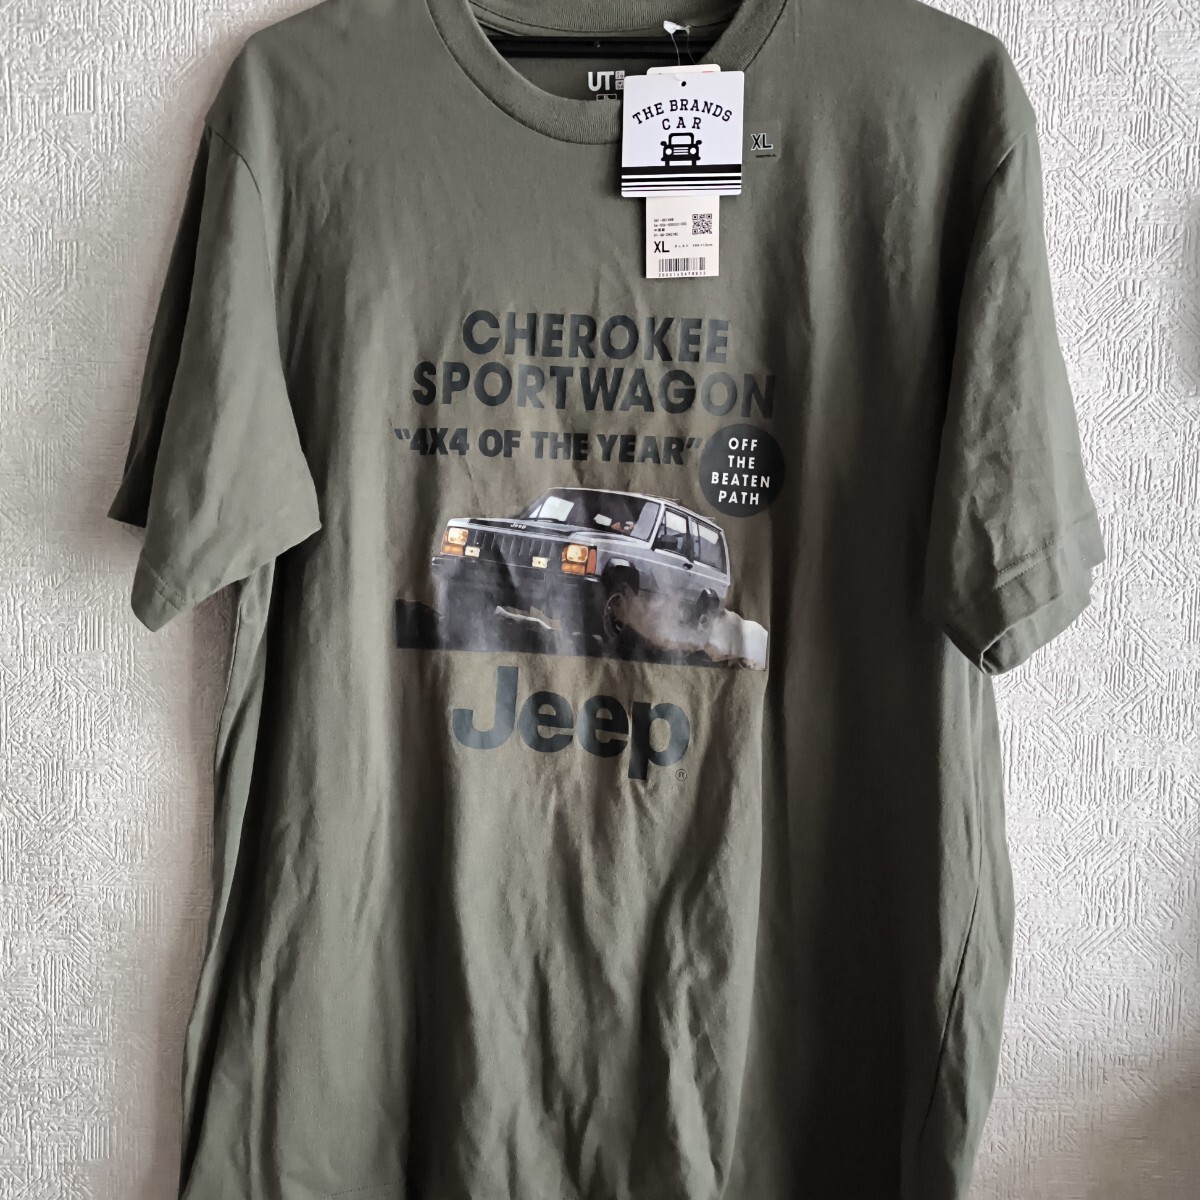 UT
THE BRANDS
CAR
XL
XL
CHEROKEE
SPORTWAGON
"4X4 OF THE YEAR"
OFF
THE
BEATEN
PATH
Jeep
Jeep
®